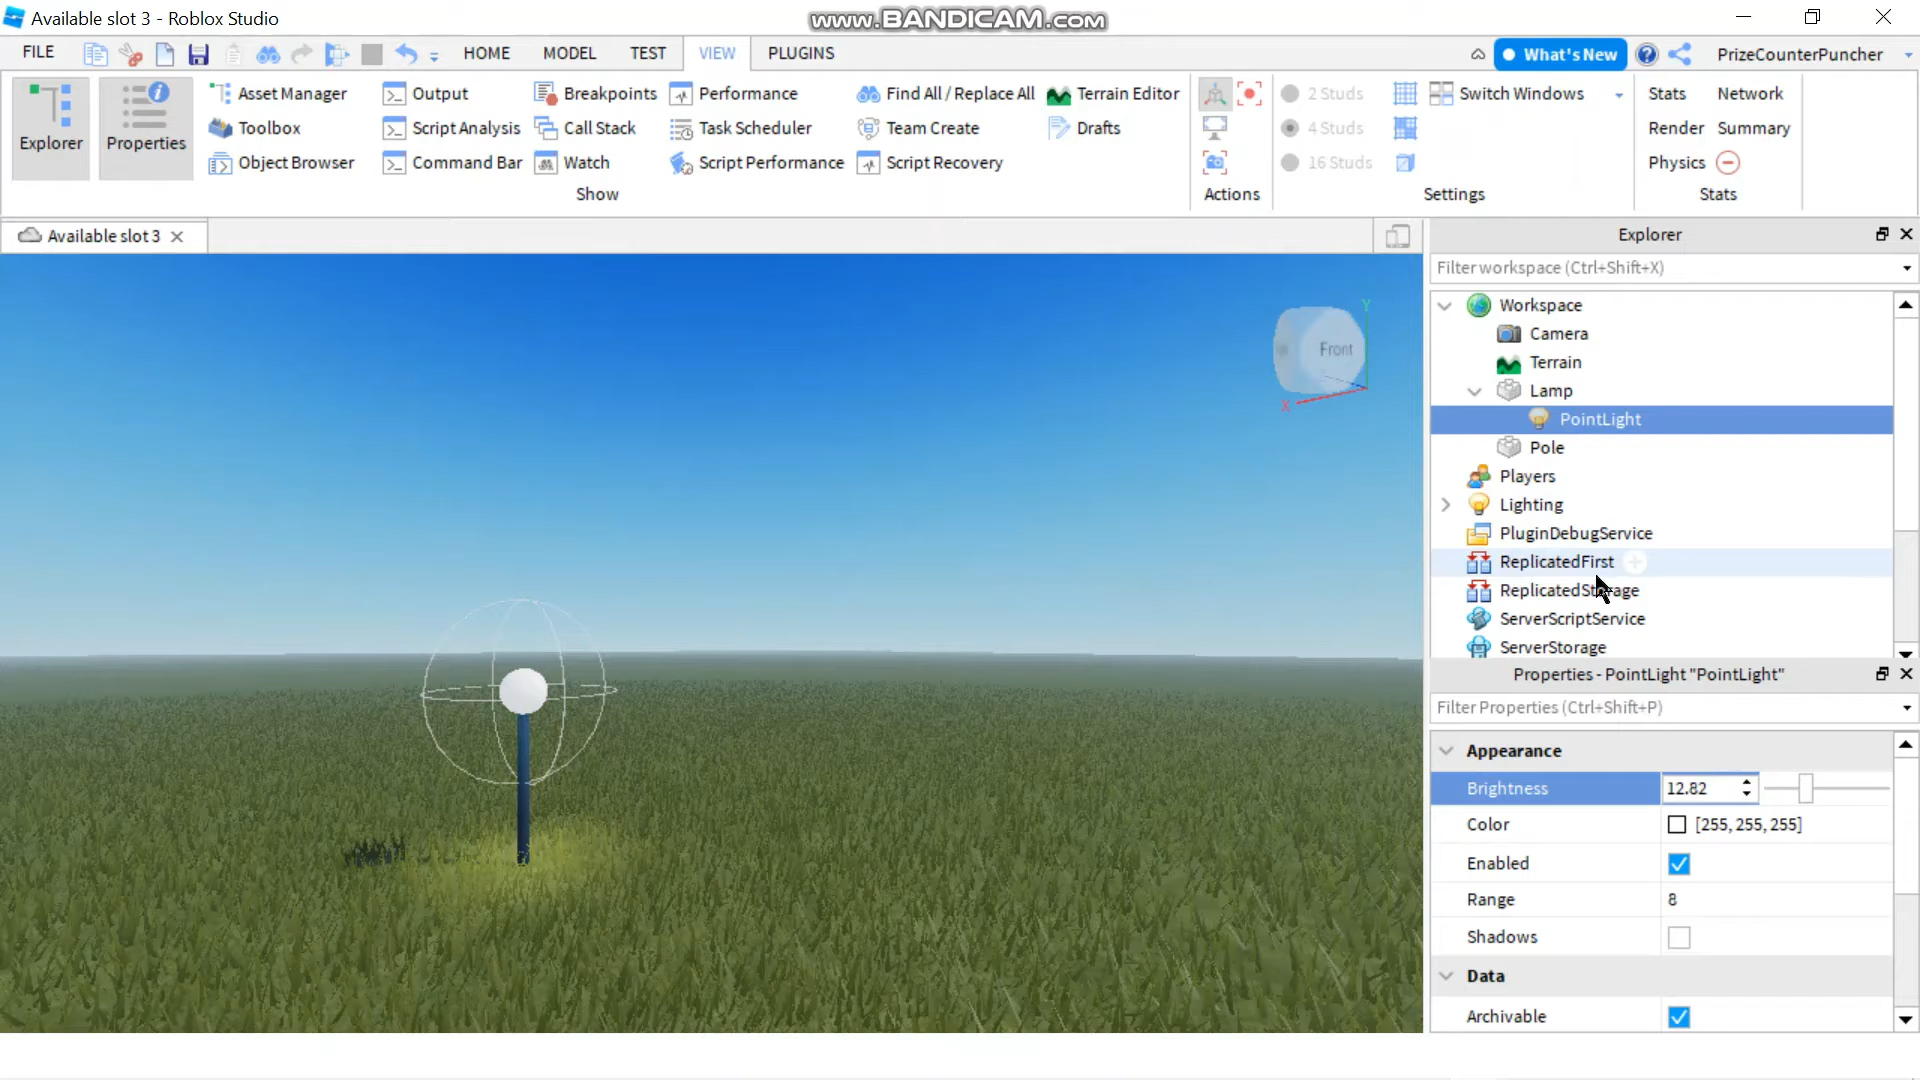 Available slot 3 - Roblox Studio
www.BANDICAM.com
FILE HOME MODEL TEST VIEW PLUGINS What's New PrizeCounterPuncher
Explorer
Properties
Asset Manager
Toolbox
Object Browser
Output
Script Analysis
Command Bar
Breakpoints
Call Stack
Watch
Performance
Task Scheduler
Script Performance
Find All / Replace All
Team Create
Script Recovery
Terrain Editor
Drafts
Show
Actions
2 Studs
4 Studs
16 Studs
Switch Windows
Settings
Stats Network
Render Summary
Physics
Stats
Available slot 3
Front
Y
X
Explorer
Filter workspace (Ctrl+Shift+X)
Workspace
Camera
Terrain
Lamp
PointLight
Pole
Players
Lighting
PluginDebugService
ReplicatedFirst
ReplicatedStorage
ServerScriptService
ServerStorage
Properties - PointLight "PointLight"
Filter Properties (Ctrl+Shift+P)
Appearance
Brightness 12.82
Color [255, 255, 255]
Enabled
Range 8
Shadows
Data
Archivable